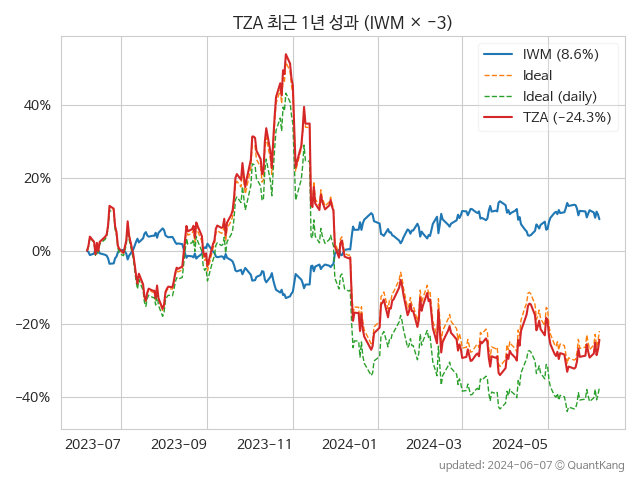 TZA 최근 1년 성과 (IWM × −3)
IWM (8.6%)
Ideal
Ideal (daily)
TZA (−24.3%)
40%
20%
0%
−20%
−40%
2023−07 2023−09 2023−11 2024−01 2024−03 2024−05
updated: 2024-06-07 © QuantKang